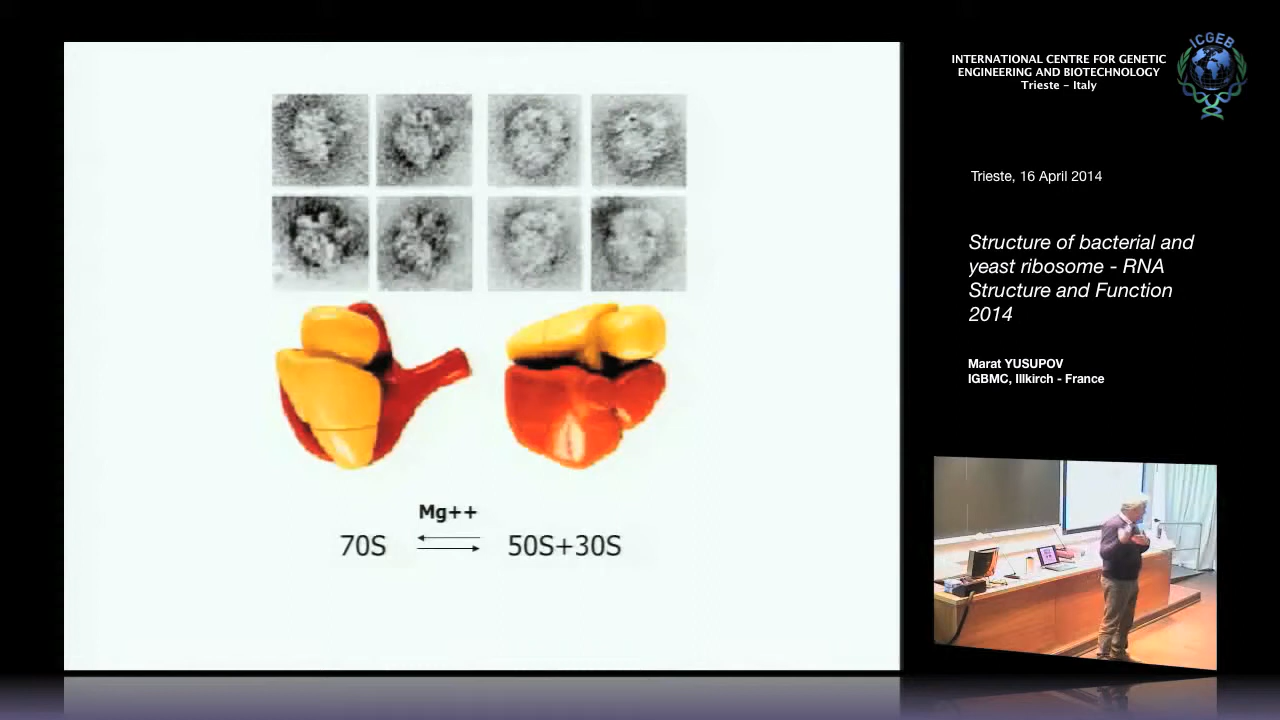 Mg++
70S
50S+30S
INTERNATIONAL CENTRE FOR GENETIC
ENGINEERING AND BIOTECHNOLOGY
Trieste - Italy
ICGEB
Trieste, 16 April 2014
Structure of bacterial and
yeast ribosome - RNA
Structure and Function
2014
Marat YUSUPOV
IGBMC, Illkirch - France